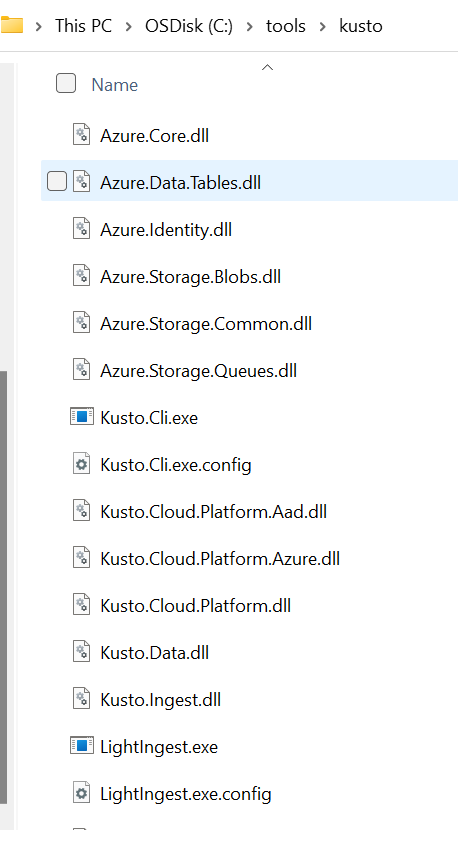 This PC > OSDisk (C:) > tools > kusto
Name
Azure.Core.dll
Azure.Data.Tables.dll
Azure.Identity.dll
Azure.Storage.Blobs.dll
Azure.Storage.Common.dll
Azure.Storage.Queues.dll
Kusto.Cli.exe
Kusto.Cli.exe.config
Kusto.Cloud.Platform.Aad.dll
Kusto.Cloud.Platform.Azure.dll
Kusto.Cloud.Platform.dll
Kusto.Data.dll
Kusto.Ingest.dll
LightIngest.exe
LightIngest.exe.config